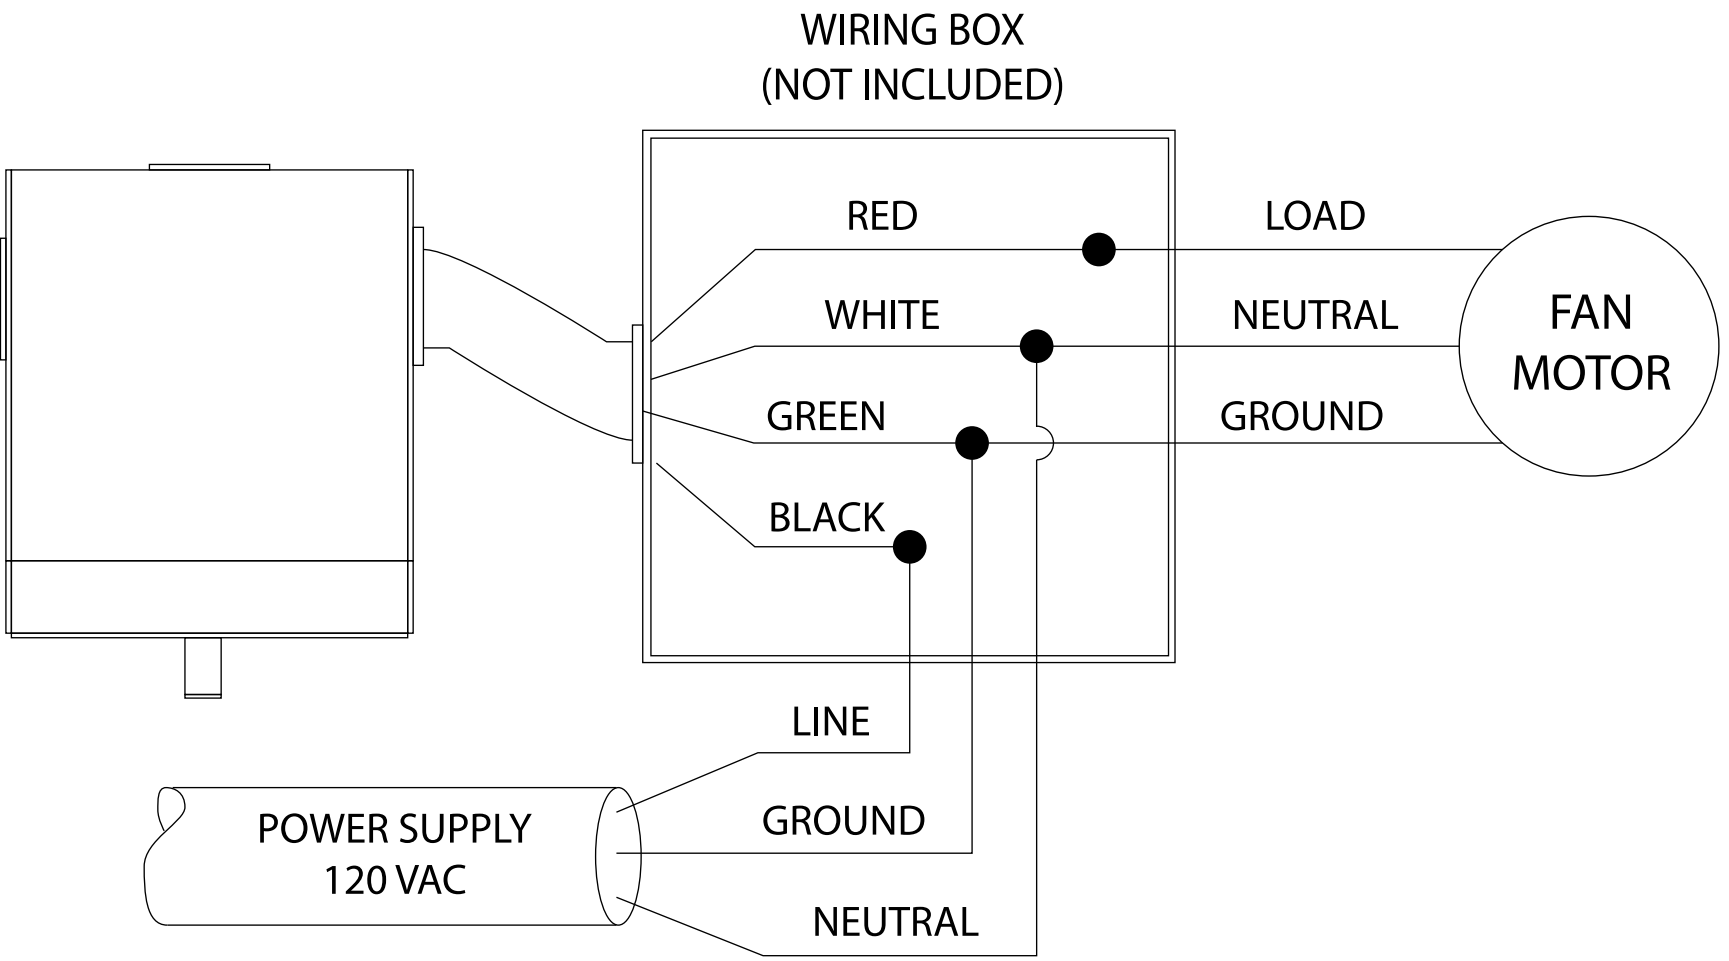 WIRING BOX
(NOT INCLUDED)
RED
LOAD
WHITE
NEUTRAL
FAN
MOTOR
GREEN
GROUND
BLACK
LINE
POWER SUPPLY
120 VAC
GROUND
NEUTRAL